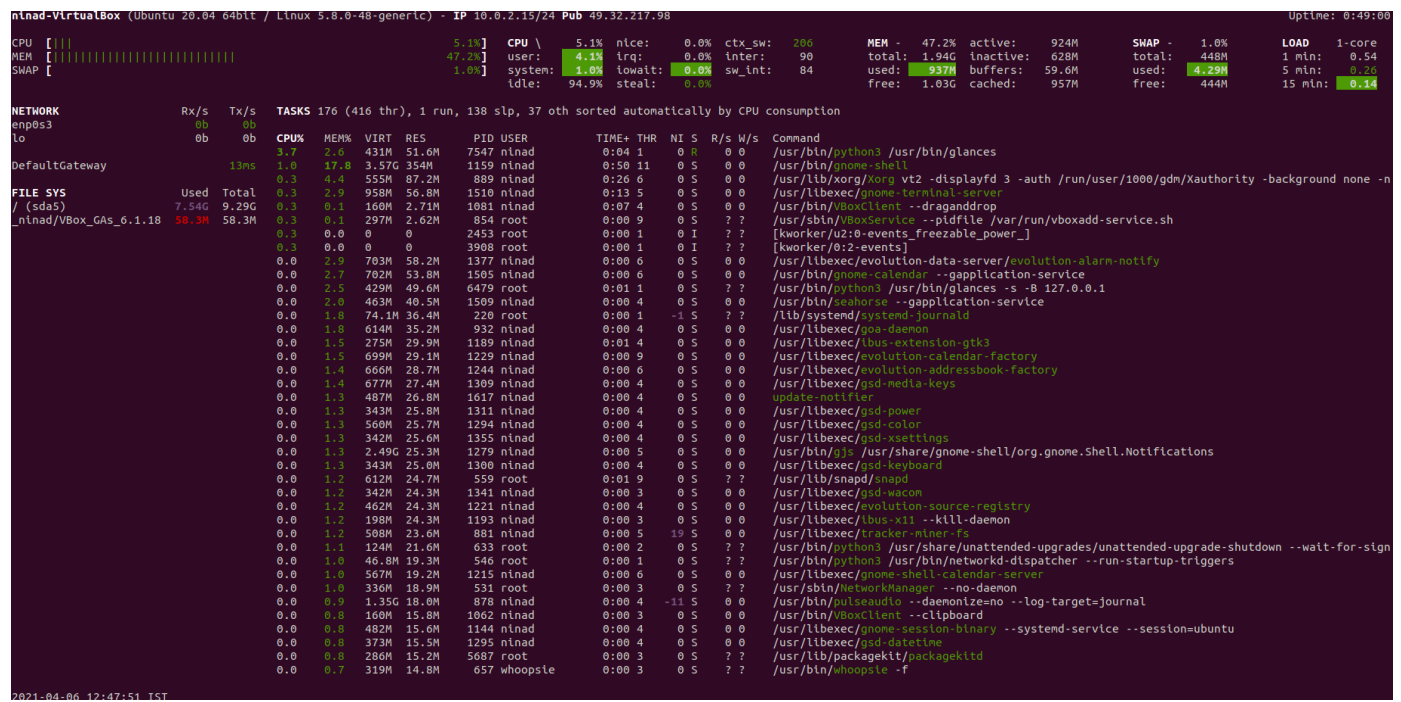 ninad-VirtualBox (Ubuntu 20.04 64bit / Linux 5.8.0-48-generic) - IP 10.0.2.15/24 Pub 49.32.217.98 Uptime: 0:49:00
CPU [||| 5.1%] CPU \ 5.1% nice: 0.0% ctx_sw: 206 MEM - 47.2% active: 924M SWAP - 1.0% LOAD 1-core
MEM [|||||||||||||||||||||||||||| 47.2%] user: 4.1% irq: 0.0% inter: 90 total: 1.94G inactive: 628M total: 448M 1 min: 0.54
SWAP [ 1.0%] system: 1.0% iowait: 0.0% sw_int: 84 used: 937M buffers: 59.6M used: 4.29M 5 min: 0.26
idle: 94.9% steal: 0.0% free: 1.03G cached: 957M free: 444M 15 min: 0.14
NETWORK Rx/s Tx/s TASKS 176 (416 thr), 1 run, 138 slp, 37 oth sorted automatically by CPU consumption
enp0s3 0b 0b
lo 0b 0b CPU% MEM% VIRT RES PID USER TIME+ THR NI S R/s W/s Command
3.7 2.6 431M 51.6M 7547 ninad 0:04 1 0 R 0 0 /usr/bin/python3 /usr/bin/glances
DefaultGateway 13ms 1.0 17.8 3.57G 354M 1159 ninad 0:50 11 0 S 0 0 /usr/bin/gnome-shell
0.3 4.4 555M 87.2M 889 ninad 0:26 6 0 S 0 0 /usr/lib/xorg/Xorg vt2 -displayfd 3 -auth /run/user/1000/gdm/Xauthority -background none -n
FILE SYS Used Total 0.3 2.9 958M 56.8M 1510 ninad 0:13 5 0 S 0 0 /usr/libexec/gnome-terminal-server
/ (sda5) 7.54G 9.29G 0.3 0.1 160M 2.71M 1081 ninad 0:07 4 0 S 0 0 /usr/bin/VBoxClient --draganddrop
_ninad/VBox_GAs_6.1.18 58.3M 58.3M 0.3 0.1 297M 2.62M 854 root 0:00 9 0 S ? ? /usr/sbin/VBoxService --pidfile /var/run/vboxadd-service.sh
0.3 0.0 0 0 2453 root 0:00 1 0 I ? ? [kworker/u2:0-events_freezable_power_]
0.3 0.0 0 0 3908 root 0:00 1 0 I ? ? [kworker/0:2-events]
0.0 2.9 703M 58.2M 1377 ninad 0:00 6 0 S 0 0 /usr/libexec/evolution-data-server/evolution-alarm-notify
0.0 2.7 702M 53.8M 1505 ninad 0:00 6 0 S 0 0 /usr/bin/gnome-calendar --gapplication-service
0.0 2.5 429M 49.6M 6479 root 0:01 1 0 S ? ? /usr/bin/python3 /usr/bin/glances -s -B 127.0.0.1
0.0 2.0 463M 40.5M 1509 ninad 0:00 4 0 S 0 0 /usr/bin/seahorse --gapplication-service
0.0 1.8 74.1M 36.4M 220 root 0:00 1 -1 S ? ? /lib/systemd/systemd-journald
0.0 1.8 614M 35.2M 932 ninad 0:00 4 0 S 0 0 /usr/libexec/goa-daemon
0.0 1.5 275M 29.9M 1189 ninad 0:01 4 0 S 0 0 /usr/libexec/ibus-extension-gtk3
0.0 1.5 699M 29.1M 1229 ninad 0:00 9 0 S 0 0 /usr/libexec/evolution-calendar-factory
0.0 1.4 666M 28.7M 1244 ninad 0:00 6 0 S 0 0 /usr/libexec/evolution-addressbook-factory
0.0 1.4 677M 27.4M 1309 ninad 0:00 4 0 S 0 0 /usr/libexec/gsd-media-keys
0.0 1.3 487M 26.8M 1617 ninad 0:00 4 0 S 0 0 update-notifier
0.0 1.3 343M 25.8M 1311 ninad 0:00 4 0 S 0 0 /usr/libexec/gsd-power
0.0 1.3 560M 25.7M 1294 ninad 0:00 4 0 S 0 0 /usr/libexec/gsd-color
0.0 1.3 342M 25.6M 1355 ninad 0:00 4 0 S 0 0 /usr/libexec/gsd-xsettings
0.0 1.3 2.49G 25.3M 1279 ninad 0:00 5 0 S 0 0 /usr/bin/gjs /usr/share/gnome-shell/org.gnome.Shell.Notifications
0.0 1.3 343M 25.0M 1300 ninad 0:00 4 0 S 0 0 /usr/libexec/gsd-keyboard
0.0 1.2 612M 24.7M 559 root 0:01 9 0 S ? ? /usr/lib/snapd/snapd
0.0 1.2 342M 24.3M 1341 ninad 0:00 3 0 S 0 0 /usr/libexec/gsd-wacom
0.0 1.2 462M 24.3M 1221 ninad 0:00 4 0 S 0 0 /usr/libexec/evolution-source-registry
0.0 1.2 198M 24.3M 1193 ninad 0:00 3 0 S 0 0 /usr/libexec/ibus-x11 --kill-daemon
0.0 1.2 508M 23.6M 881 ninad 0:00 5 19 S 0 0 /usr/libexec/tracker-miner-fs
0.0 1.1 124M 21.6M 633 root 0:00 2 0 S ? ? /usr/bin/python3 /usr/share/unattended-upgrades/unattended-upgrade-shutdown --wait-for-sign
0.0 1.0 46.8M 19.3M 546 root 0:00 1 0 S ? ? /usr/bin/python3 /usr/bin/networkd-dispatcher --run-startup-triggers
0.0 1.0 567M 19.2M 1215 ninad 0:00 6 0 S 0 0 /usr/libexec/gnome-shell-calendar-server
0.0 1.0 336M 18.9M 531 root 0:00 3 0 S ? ? /usr/sbin/NetworkManager --no-daemon
0.0 0.9 1.35G 18.0M 878 ninad 0:00 4 -11 S 0 0 /usr/bin/pulseaudio --daemonize=no --log-target=journal
0.0 0.8 160M 15.8M 1062 ninad 0:00 3 0 S 0 0 /usr/bin/VBoxClient --clipboard
0.0 0.8 482M 15.6M 1144 ninad 0:00 4 0 S 0 0 /usr/libexec/gnome-session-binary --systemd-service --session=ubuntu
0.0 0.8 373M 15.5M 1295 ninad 0:00 4 0 S 0 0 /usr/libexec/gsd-datetime
0.0 0.8 286M 15.2M 5687 root 0:00 3 0 S ? ? /usr/lib/packagekit/packagekitd
0.0 0.7 319M 14.8M 657 whoopsie 0:00 3 0 S ? ? /usr/bin/whoopsie -f
2021-04-06 12:47:51 IST